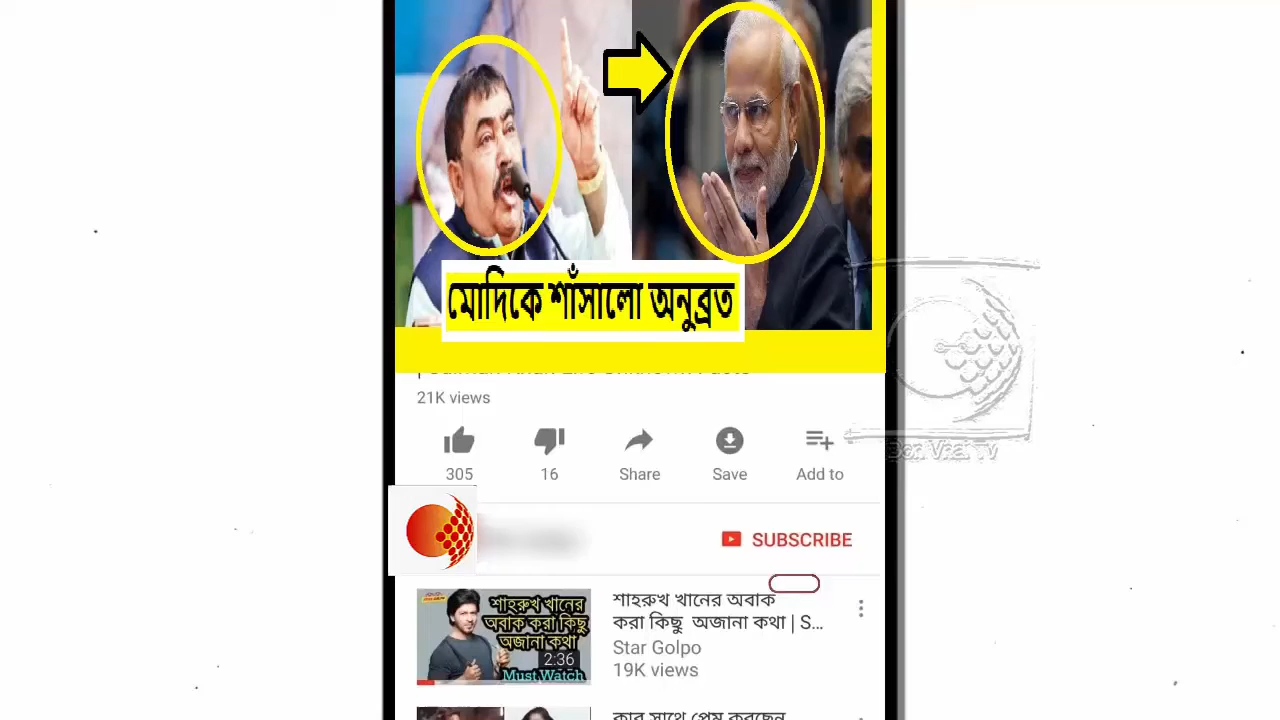 মোদিকে শাঁসালো অনুব্রত
21K views
305
16
Share
Save
Add to
SUBSCRIBE
শাহরুখ খানের
অবাক করা কিছু
অজানা কথা
2:36
Must Watch
শাহরুখ খানের অবাক
করা কিছু অজানা কথা | S...
Star Golpo
19K views
কার সাথে প্রেম করছেন